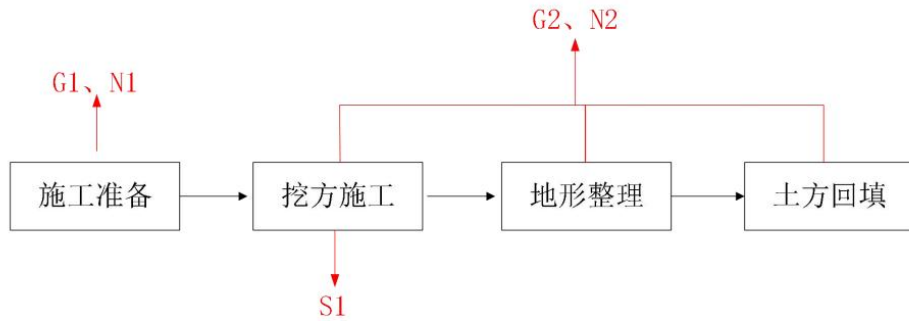 G2、N2
G1、N1
施工准备
挖方施工
地形整理
土方回填
S1